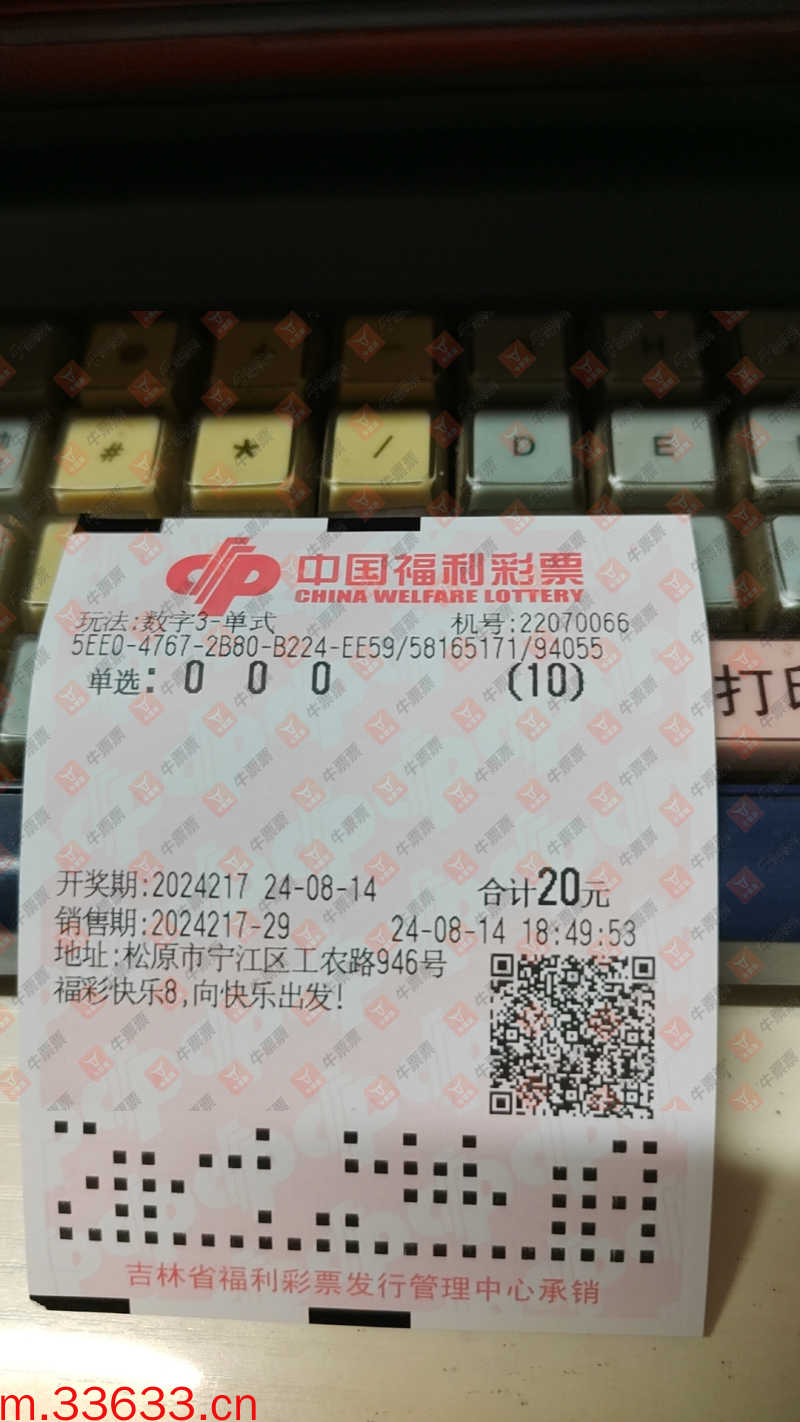 #
*
/
D
E
打印
中国福利彩票
CHINA WELFARE LOTTERY
玩法:数字3-单式 机号:22070066
5EE0-4767-2B80-B224-EE59/58165171/94055
单选: 0 0 0 (10)
开奖期:2024217 24-08-14 合计20元
销售期:2024217-29 24-08-14 18:49:53
地址:松原市宁江区工农路946号
福彩快乐8,向快乐出发!
吉林省福利彩票发行管理中心承销
牛票票
m.33633.cn